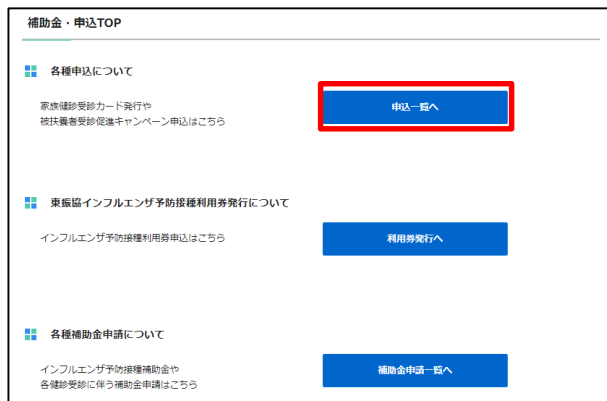 補助金・申込TOP
各種申込について
家族健診受診カード発行や
被扶養者受診促進キャンペーン申込はこちら
申込一覧へ
東振協インフルエンザ予防接種利用券発行について
インフルエンザ予防接種利用券申込はこちら
利用券発行へ
各種補助金申請について
インフルエンザ予防接種補助金や
各健診受診に伴う補助金申請はこちら
補助金申請一覧へ